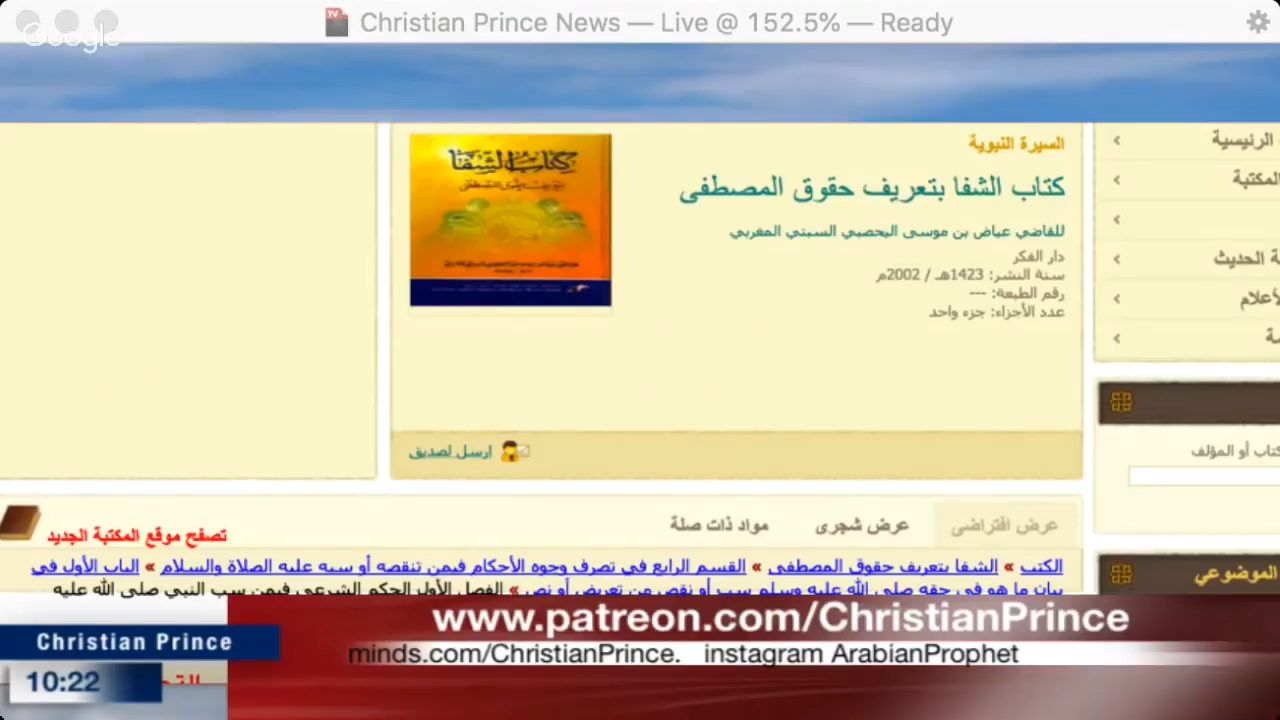 Christian Prince News — Live @ 152.5% — Ready
Google
السيرة النبوية
كتاب الشفا بتعريف حقوق المصطفى
للقاضي عياض بن موسى اليحصبي السبتي المغربي
دار الفكر
سنة النشر: 1423هـ / 2002م
رقم الطبعة: ---
عدد الأجزاء: جزء واحد
كتاب الشفا
ارسل لصديق
الرئيسية
المكتبة
الحديث
الأعلام
كتاب أو المؤلف
الموضوعي
عرض افتراضي
عرض شجري
مواد ذات صلة
تصفح موقع المكتبة الجديد
الكتب » الشفا بتعريف حقوق المصطفى » القسم الرابع في تصرف وجوه الأحكام فيمن تنقصه أو سبه عليه الصلاة والسلام » الباب الأول في
بيان ما هو في حقه صلى الله عليه وسلم سب أو نقص من تعريض أو نص » الفصل الأول الحكم الشرعي فيمن سب النبي صلى الله عليه
www.patreon.com/ChristianPrince
Christian Prince
minds.com/ChristianPrince. instagram ArabianProphet
10:22